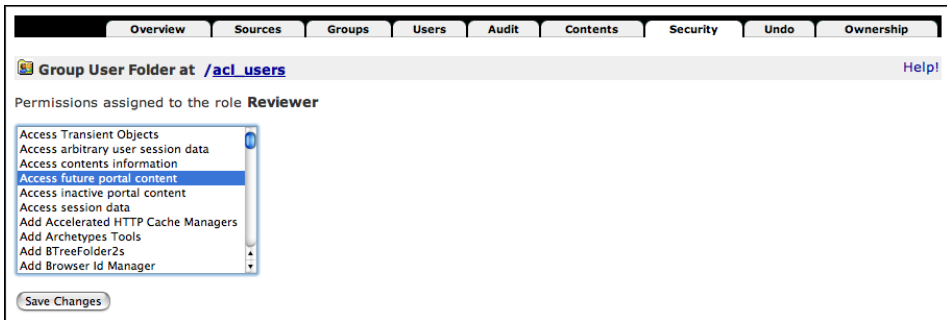 Overview Sources Groups Users Audit Contents Security Undo Ownership
Group User Folder at /acl_users Help!
Permissions assigned to the role Reviewer
Access Transient Objects
Access arbitrary user session data
Access contents information
Access future portal content
Access inactive portal content
Access session data
Add Accelerated HTTP Cache Managers
Add Archetypes Tools
Add BTreeFolder2s
Add Browser Id Manager
Save Changes